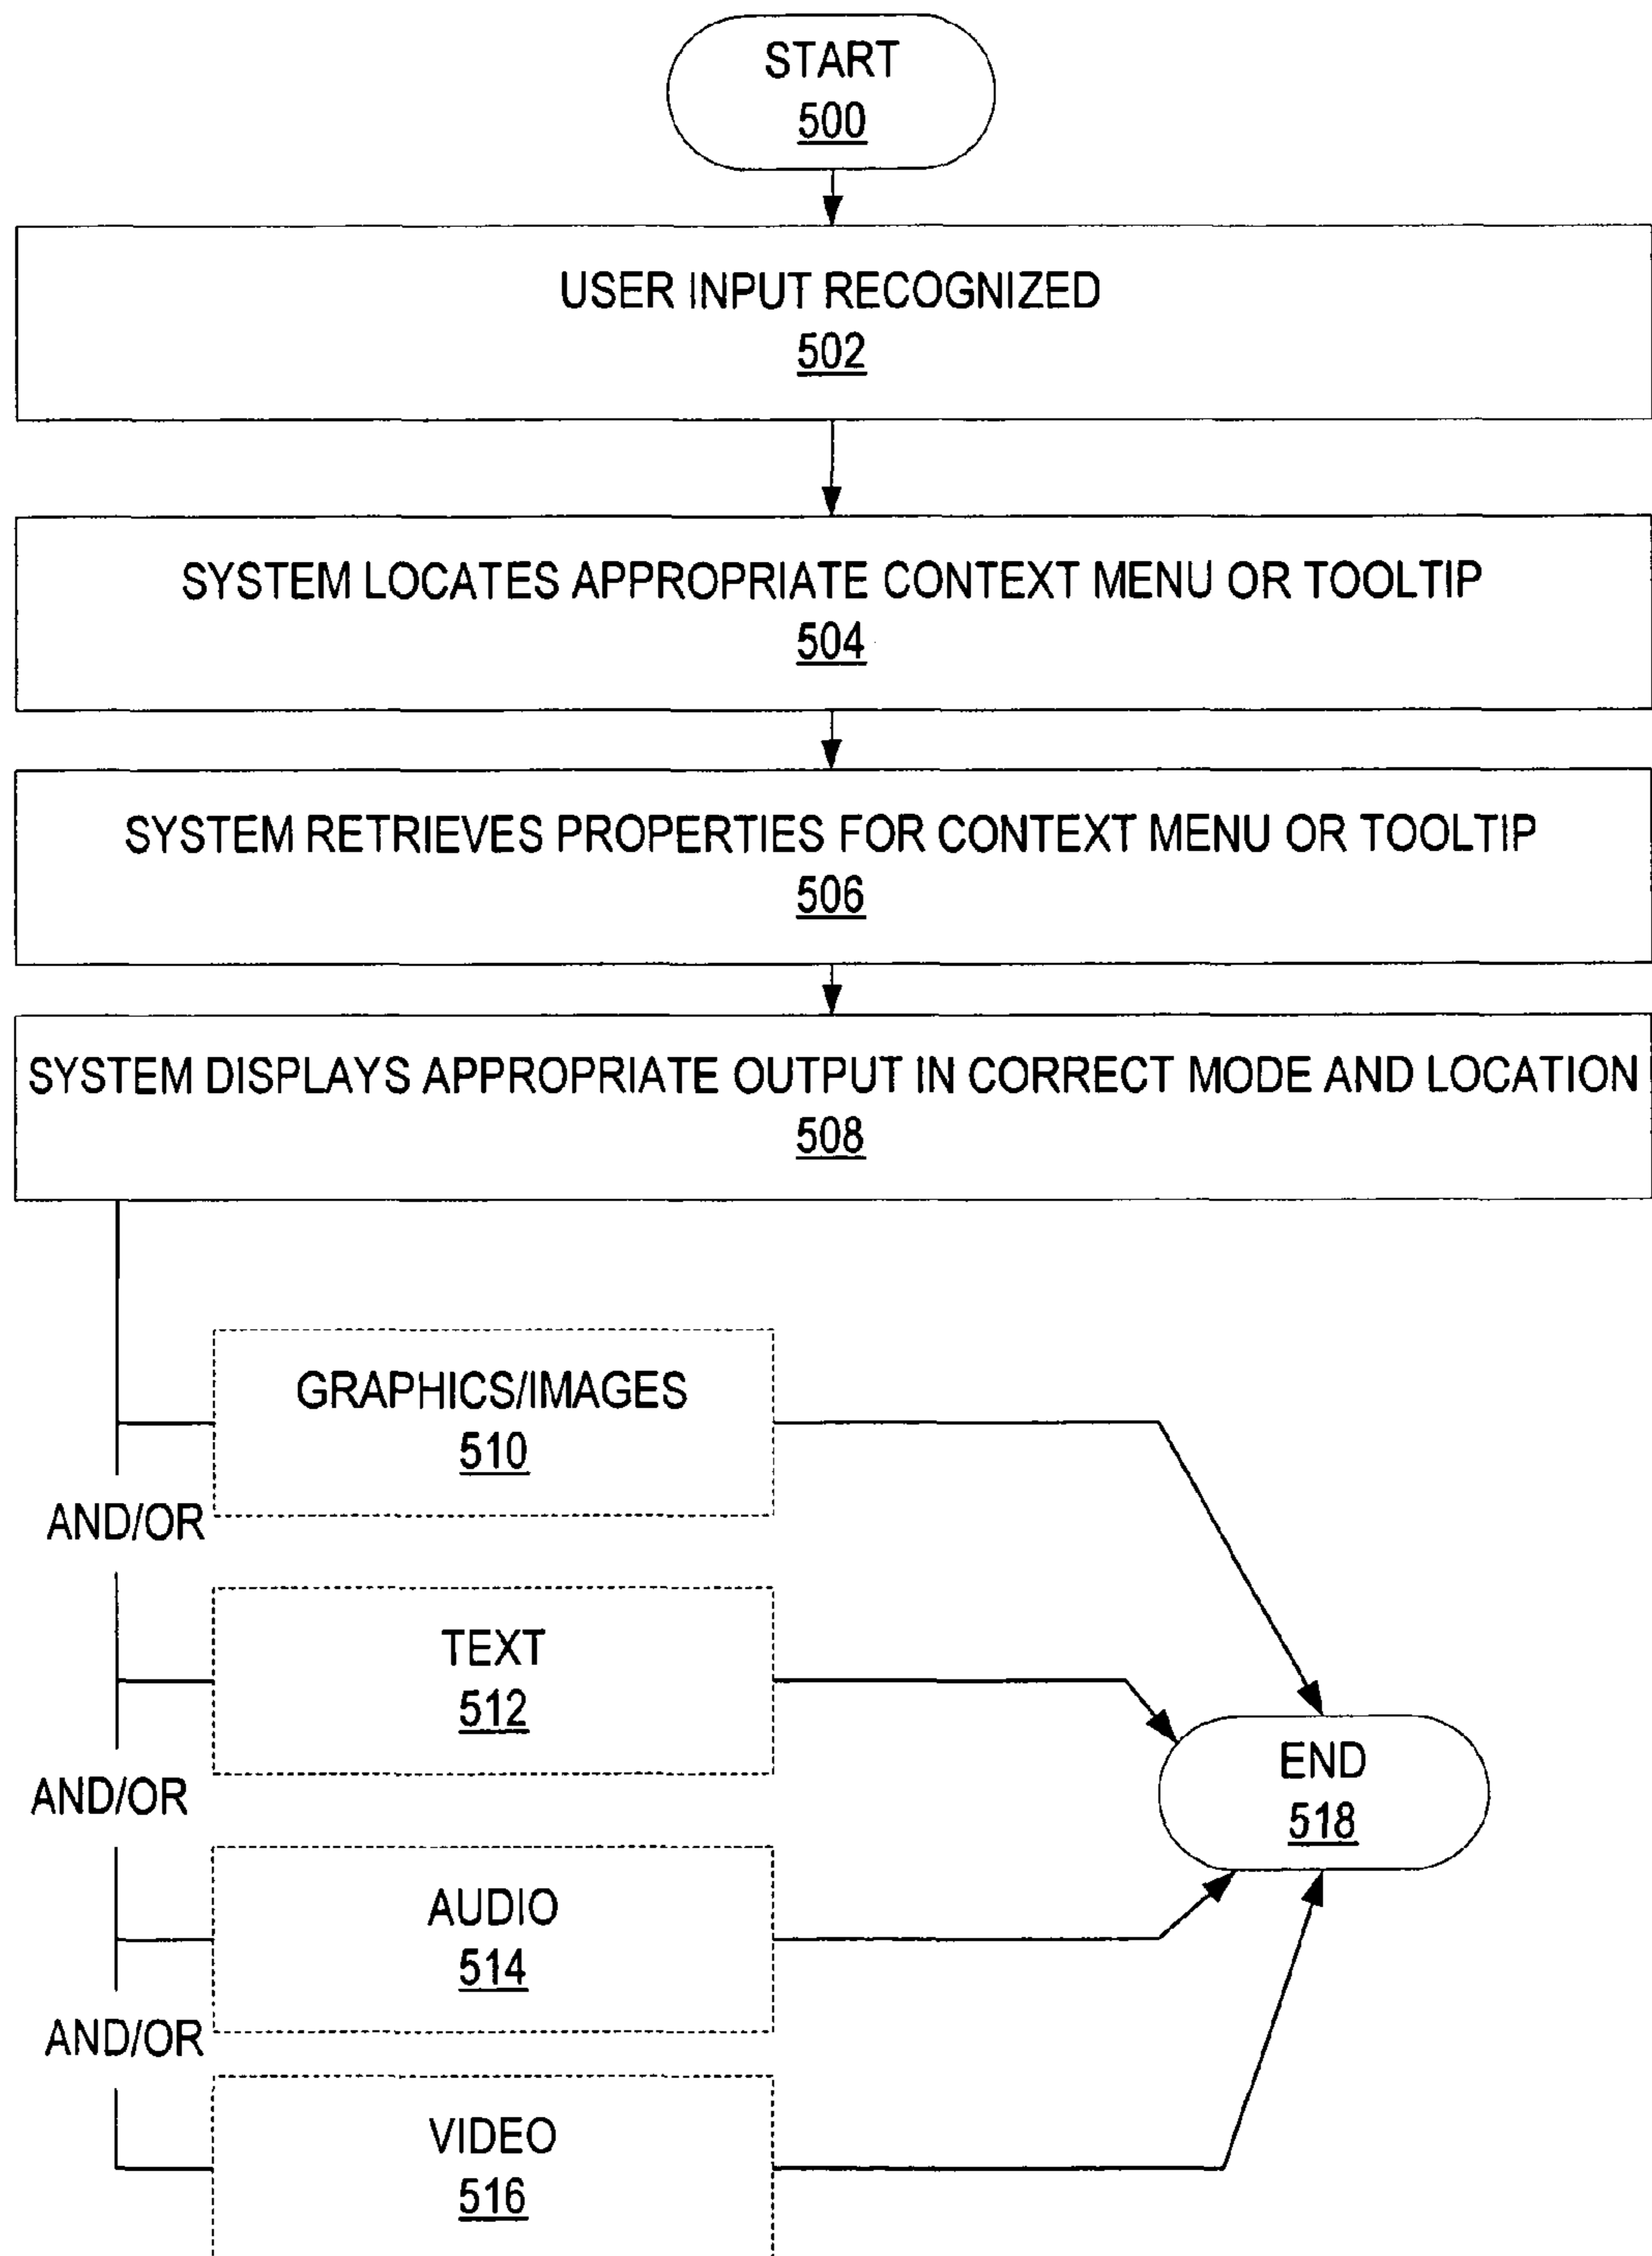 START
500
USER INPUT RECOGNIZED
502
SYSTEM LOCATES APPROPRIATE CONTEXT MENU OR TOOLTIP
504
SYSTEM RETRIEVES PROPERTIES FOR CONTEXT MENU OR TOOLTIP
506
SYSTEM DISPLAYS APPROPRIATE OUTPUT IN CORRECT MODE AND LOCATION
508
GRAPHICS/IMAGES
510
AND/OR
TEXT
512
AND/OR
AUDIO
514
AND/OR
VIDEO
516
END
518